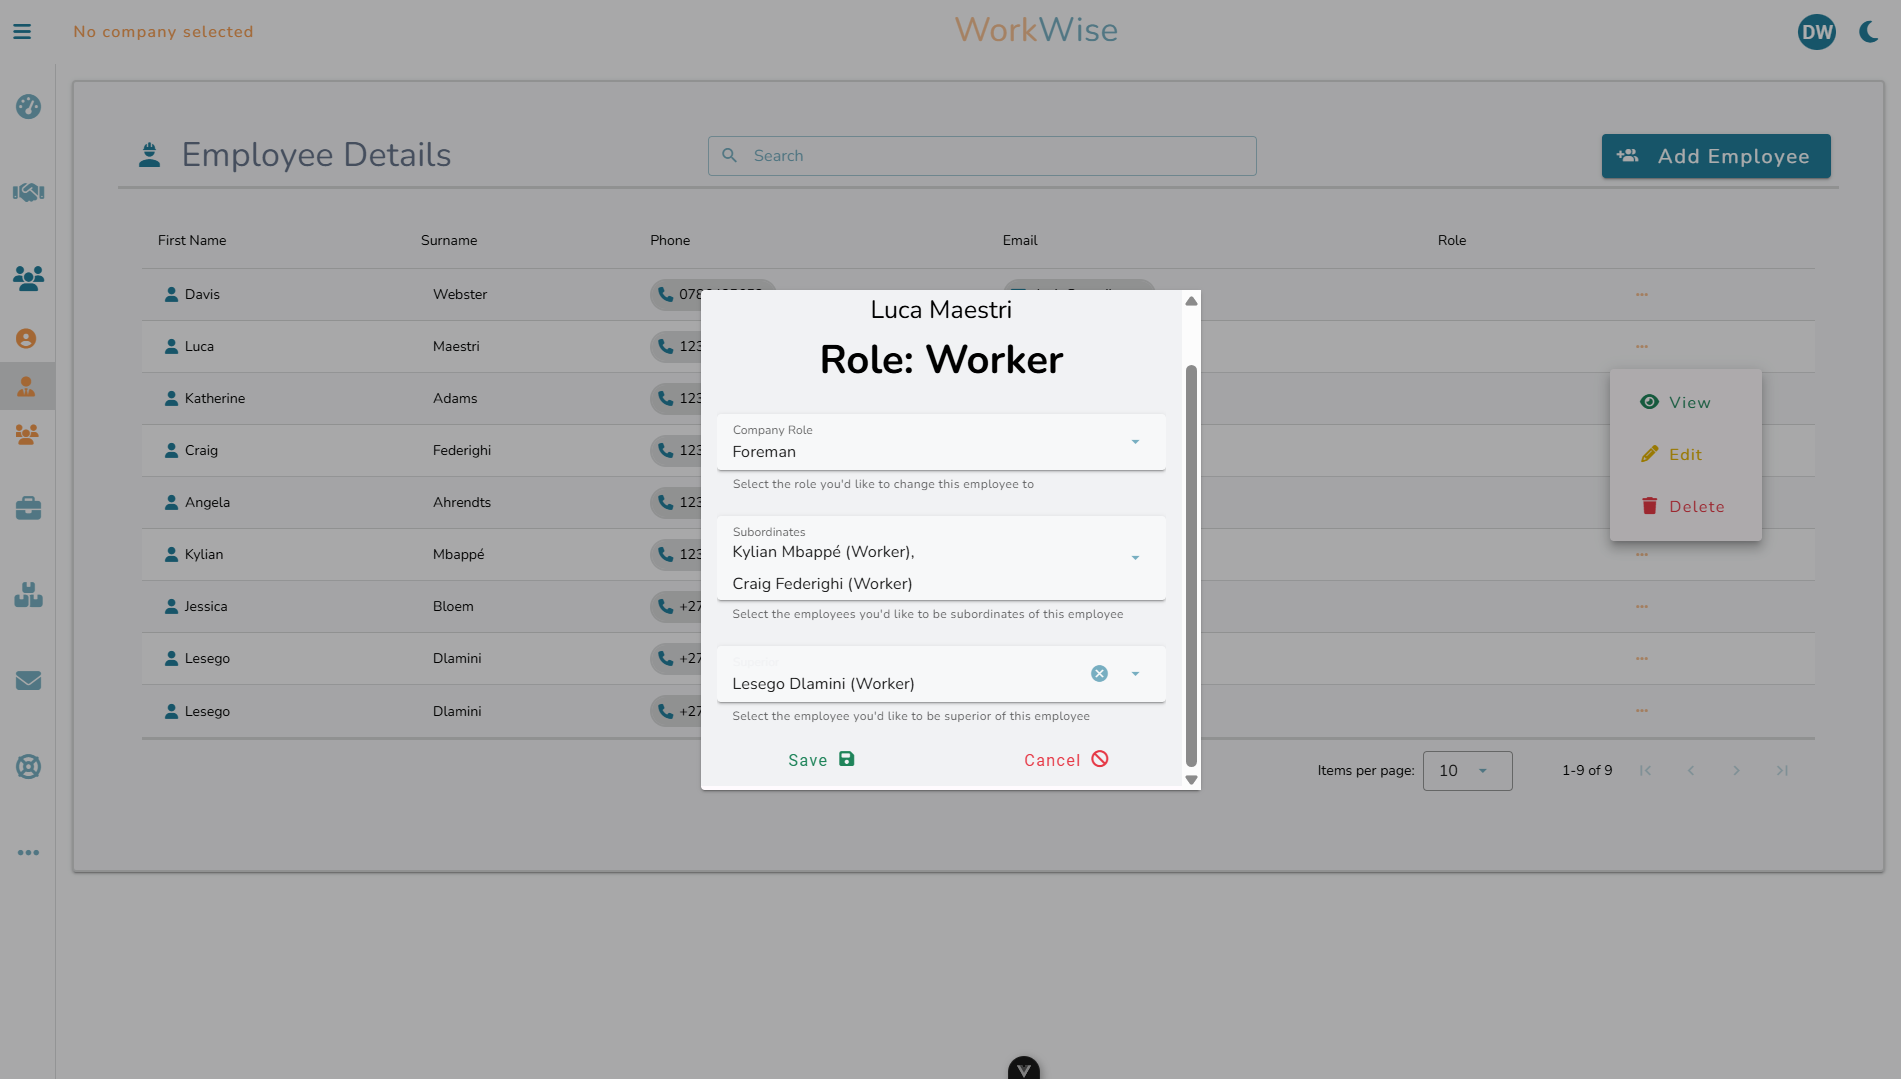 No company selected
WorkWise
DW
Employee Details
Search
Add Employee
First Name Surname Phone Email Role
Davis Webster
Luca Maestri 123
Katherine Adams 123
Craig Federighi 123
Angela Ahrendts 123
Kylian Mbappé 123
Jessica Bloem +27
Lesego Dlamini +27
Lesego Dlamini +27
View
Edit
Delete
Luca Maestri
Role: Worker
Company Role
Foreman
Select the role you'd like to change this employee to
Subordinates
Kylian Mbappé (Worker),
Craig Federighi (Worker)
Select the employees you'd like to be subordinates of this employee
Superior
Lesego Dlamini (Worker)
Select the employee you'd like to be superior of this employee
Save
Cancel
Items per page: 10 1-9 of 9